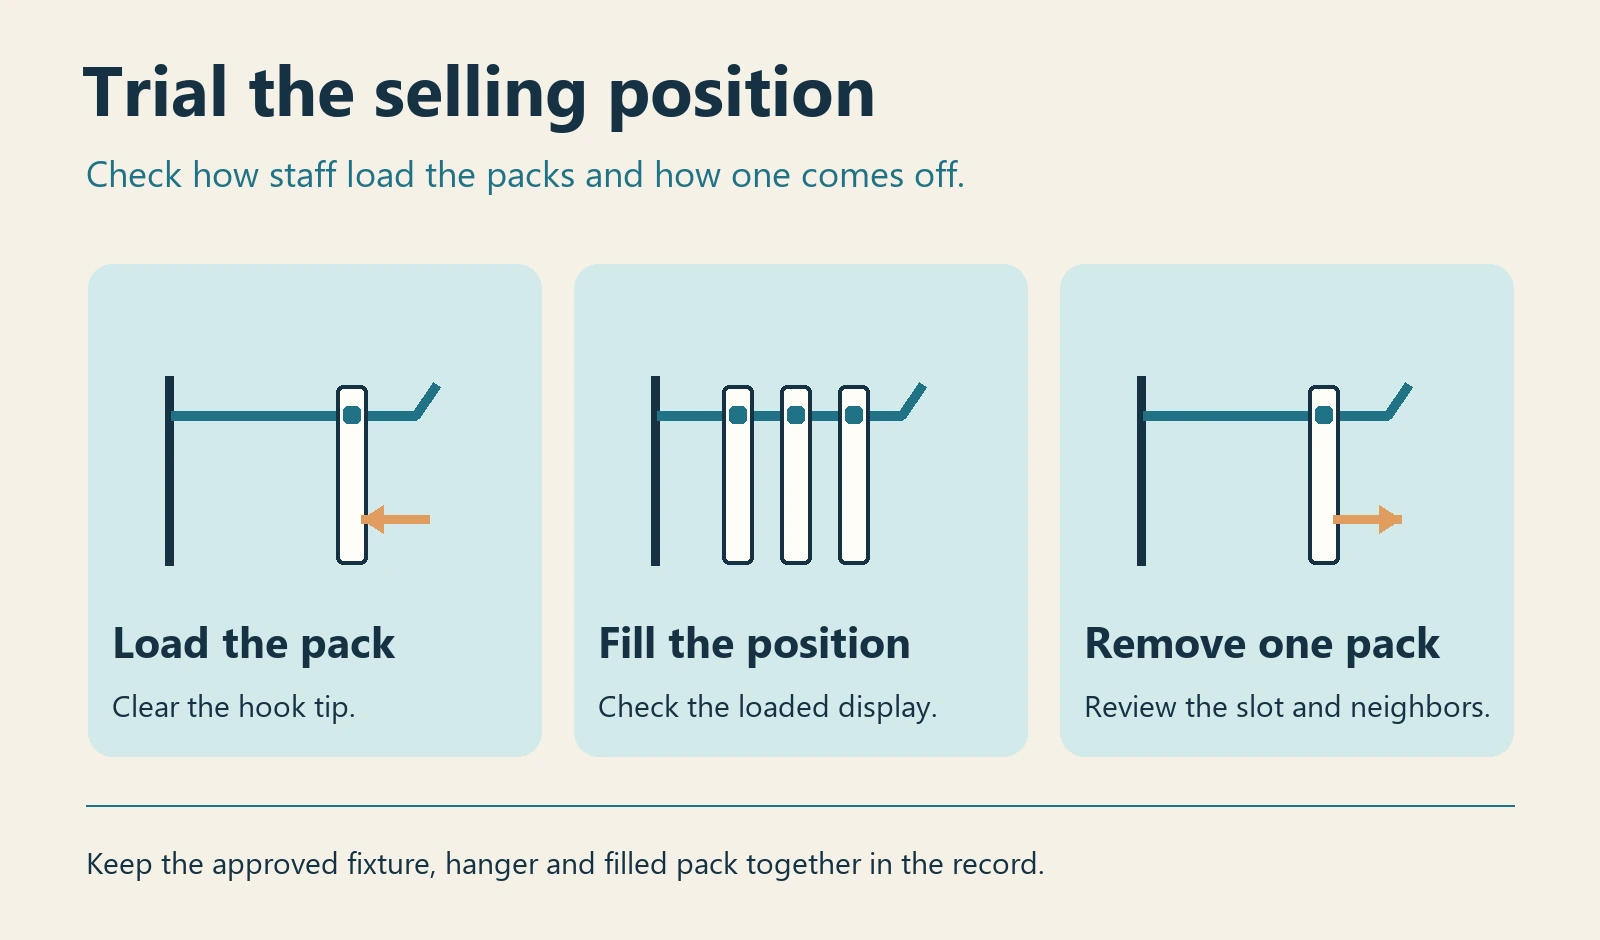 Trial the selling position
Check how staff load the packs and how one comes off.
Load the pack
Clear the hook tip.
Fill the position
Check the loaded display.
Remove one pack
Review the slot and neighbors.
Keep the approved fixture, hanger and filled pack together in the record.